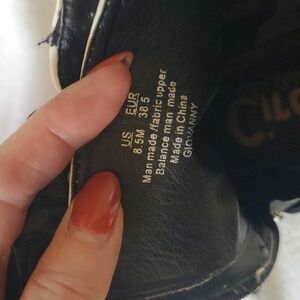 US EUR
8.5M 38.5
Man made/fabric upper
Balance man made
Made in China
GIOVANNY